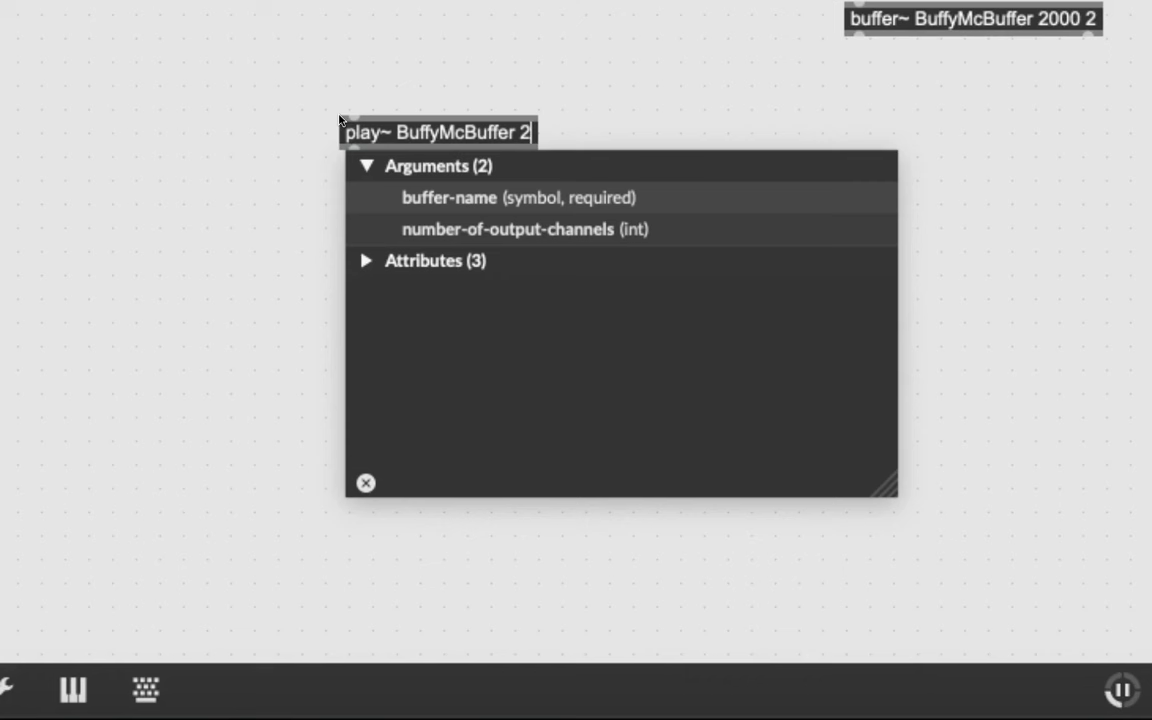 buffer~ BuffyMcBuffer 2000 2
play~ BuffyMcBuffer 2
Arguments (2)
buffer-name (symbol, required)
number-of-output-channels (int)
Attributes (3)